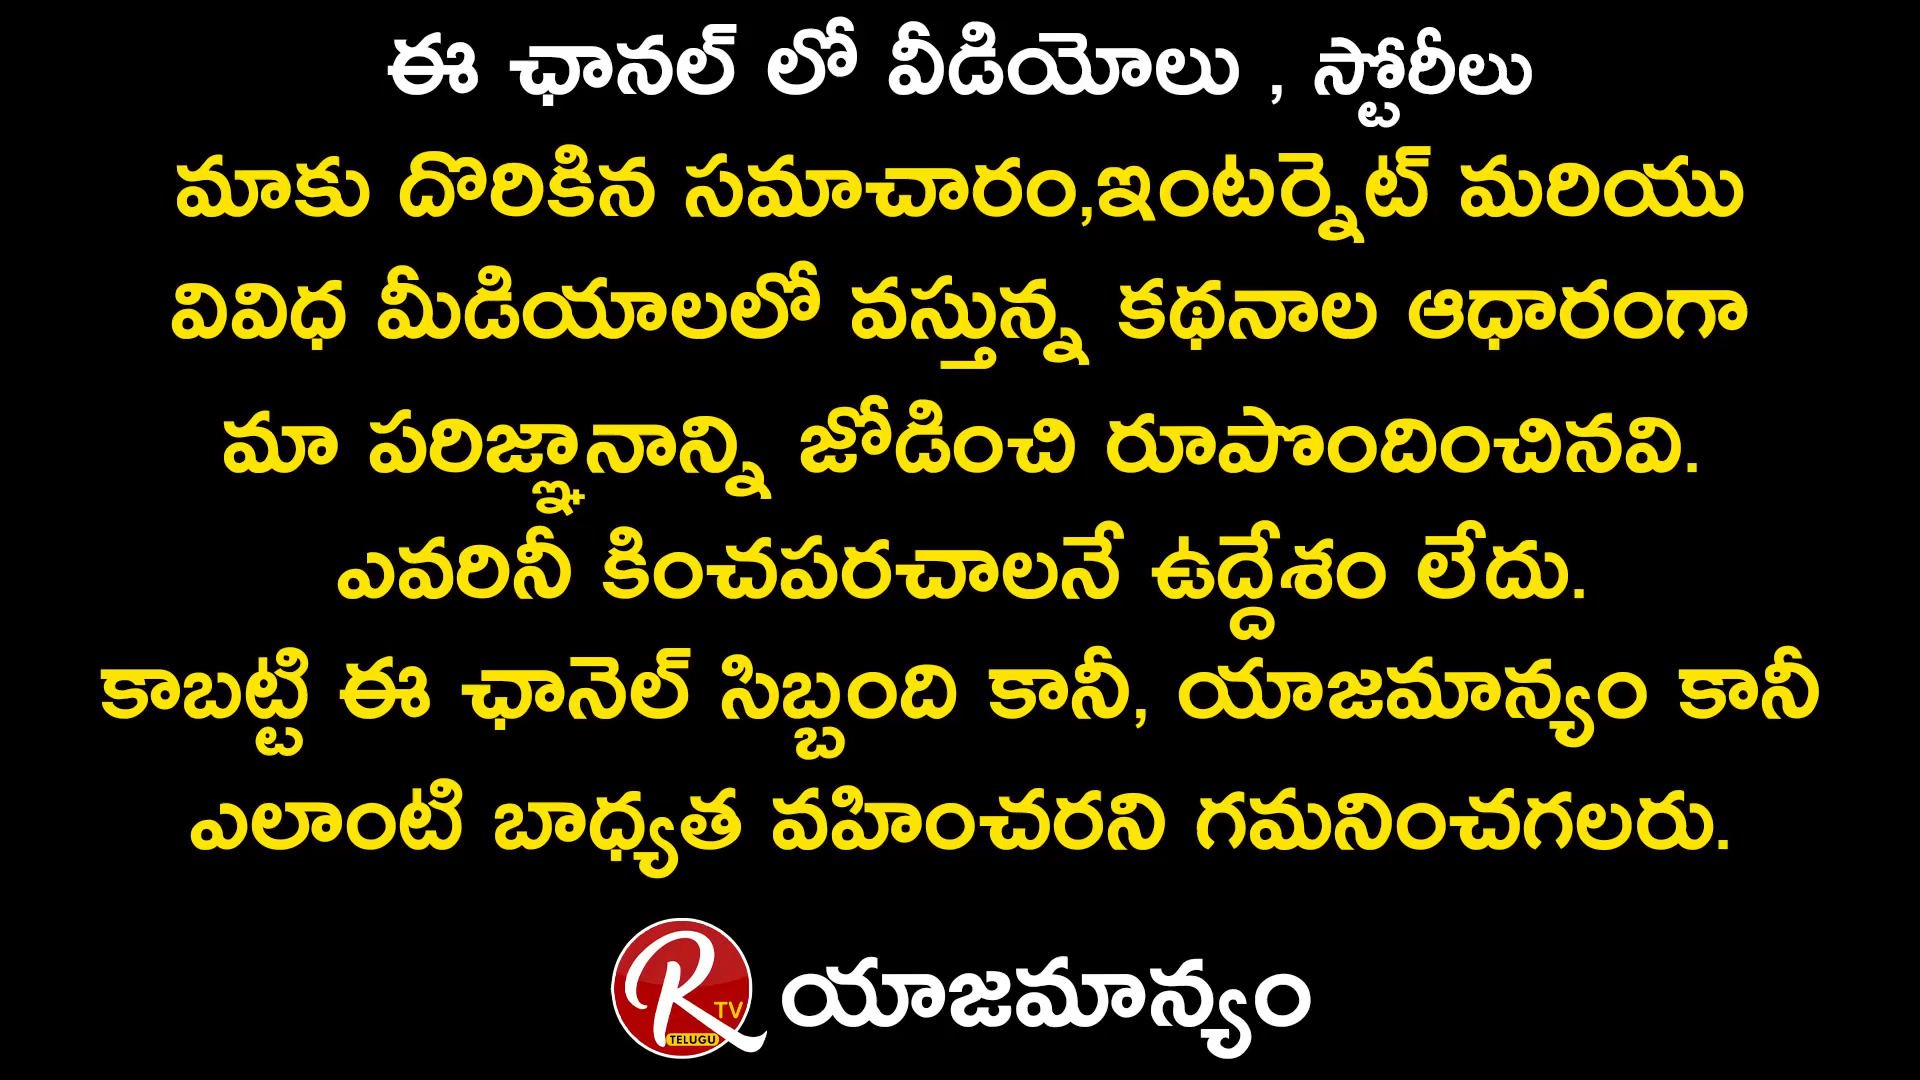 ఈ ఛానల్ లో వీడియోలు , స్టోరీలు
మాకు దొరికిన సమాచారం,ఇంటర్నెట్ మరియు
వివిధ మీడియాలలో వస్తున్న కథనాల ఆధారంగా
మా పరిజ్ఞానాన్ని జోడించి రూపొందించినవి.
ఎవరినీ కించపరచాలనే ఉద్దేశం లేదు.
కాబట్టి ఈ ఛానెల్ సిబ్బంది కానీ, యాజమాన్యం కానీ
ఎలాంటి బాధ్యత వహించరని గమనించగలరు.
R TV TELUGU యాజమాన్యం